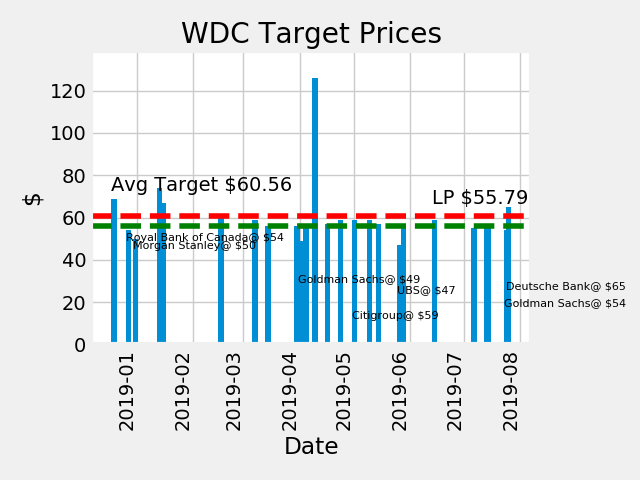 WDC Target Prices
120
100
80
60
40
20
0
$
Avg Target $60.56
LP $55.79
Royal Bank of Canada@ $54
Morgan Stanley@ $50
Goldman Sachs@ $49
UBS@ $47
Citigroup@ $59
Deutsche Bank@ $65
Goldman Sachs@ $54
2019-01
2019-02
2019-03
2019-04
2019-05
2019-06
2019-07
2019-08
Date